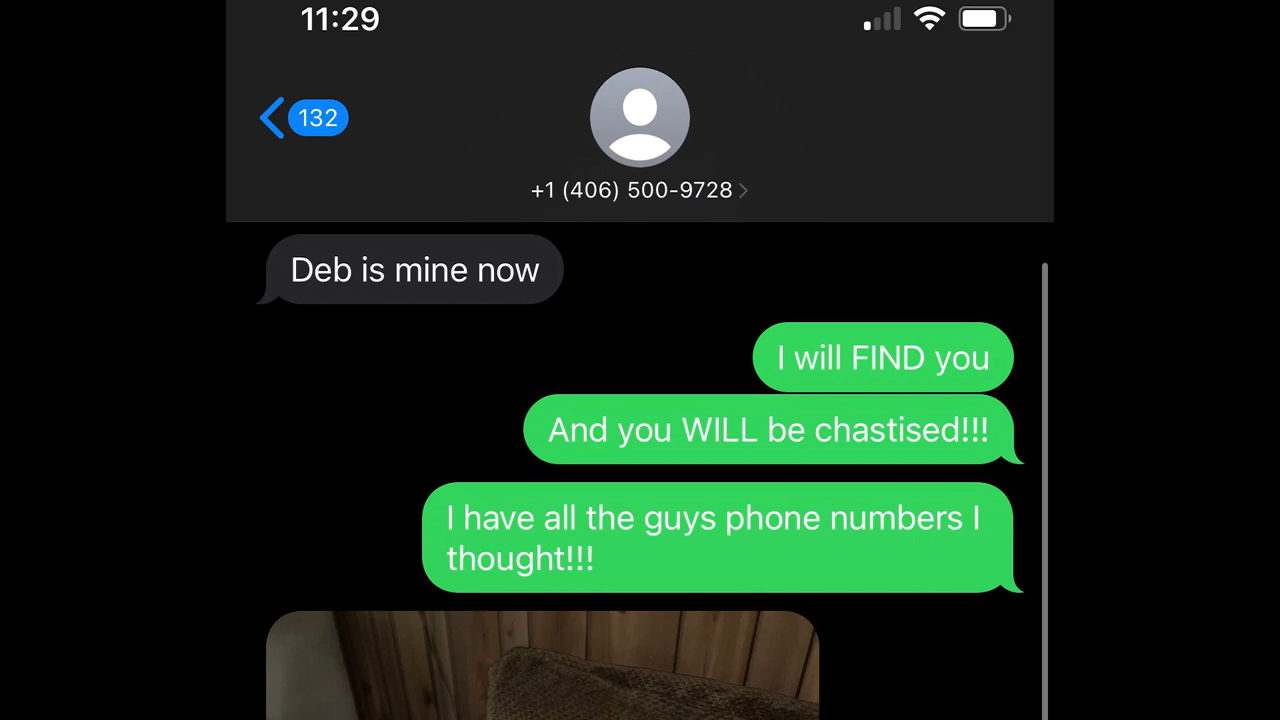 11:29
132
+1 (406) 500-9728
Deb is mine now
I will FIND you
And you WILL be chastised!!!
I have all the guys phone numbers I
thought!!!